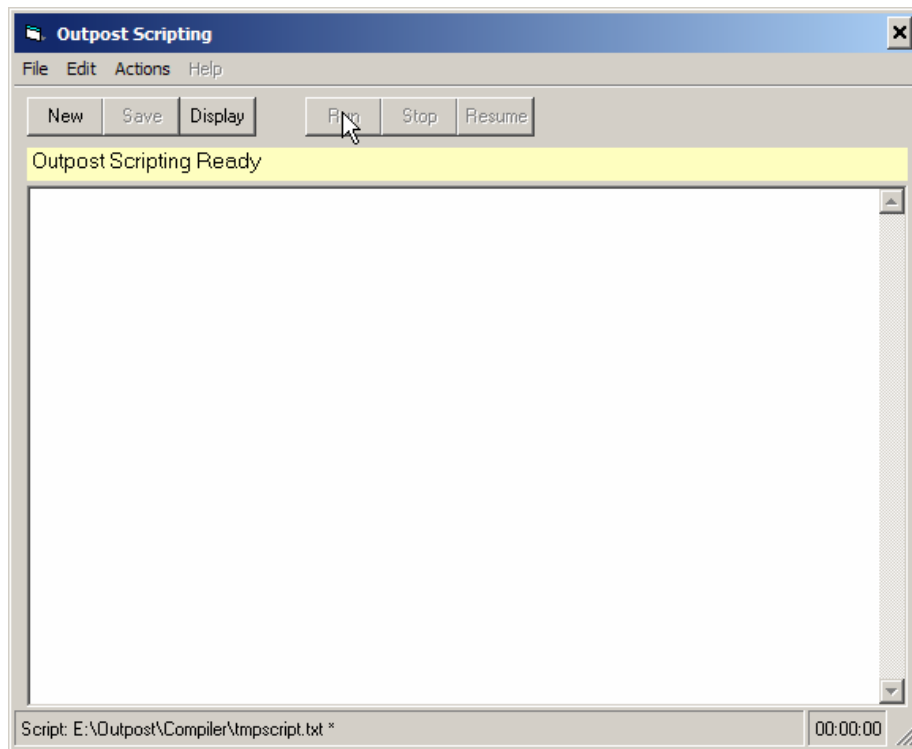 Outpost Scripting
File Edit Actions Help
New Save Display Run Stop Resume
Outpost Scripting Ready
Script: E:\Outpost\Compiler\tmpscript.txt * 00:00:00